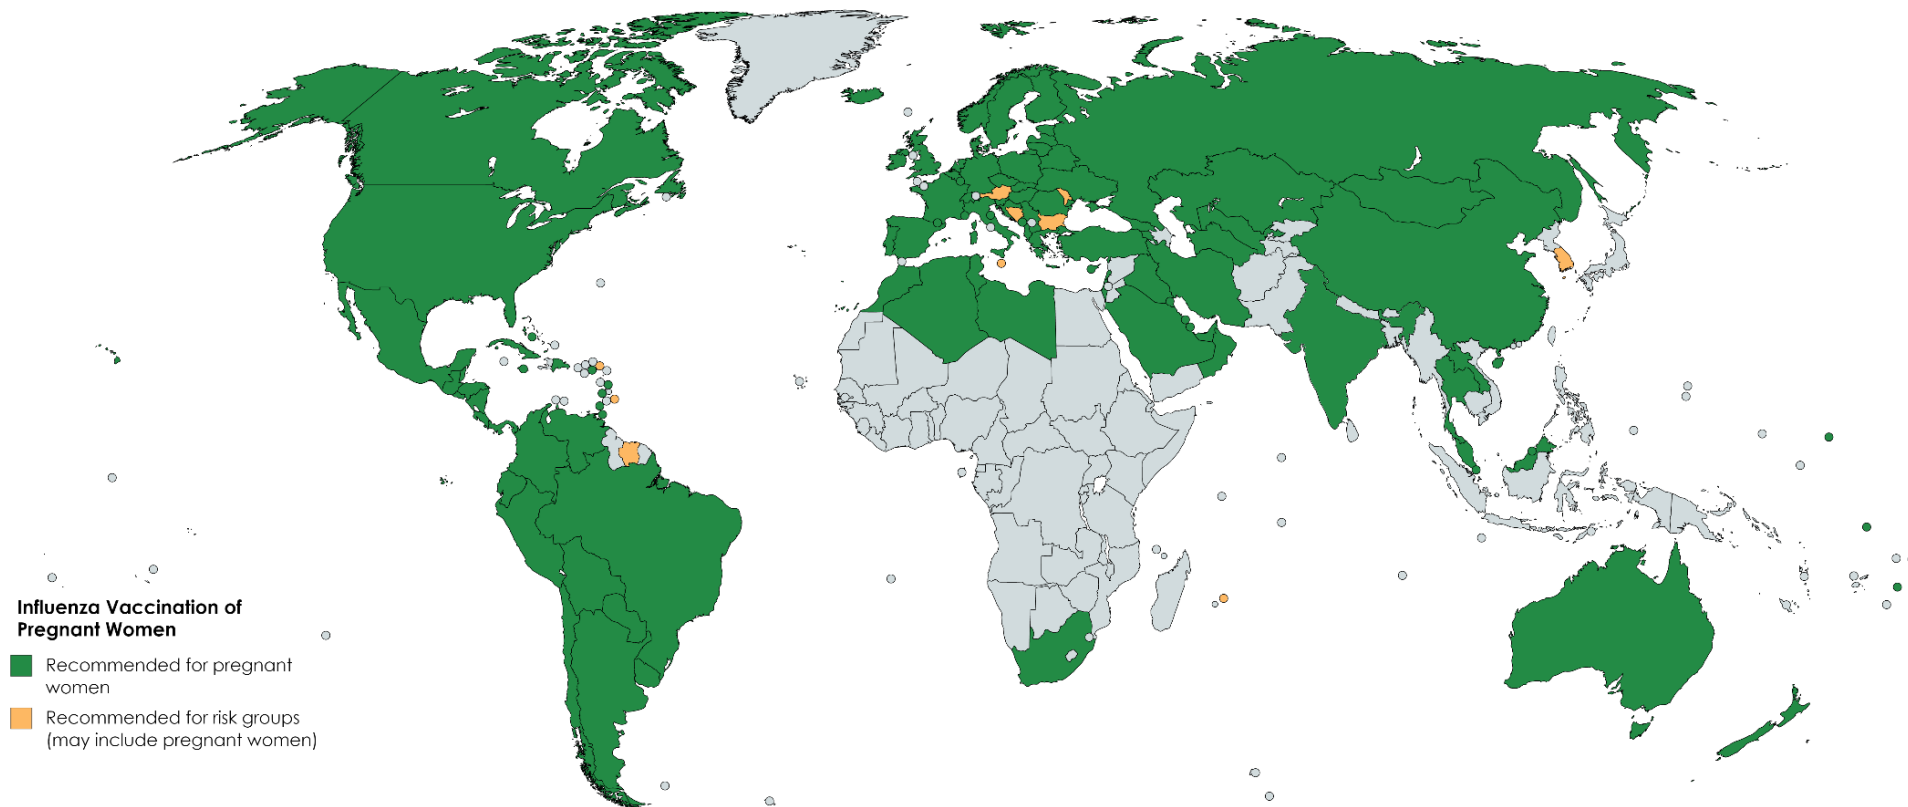 Influenza Vaccination of
Pregnant Women
Recommended for pregnant
women
Recommended for risk groups
(may include pregnant women)